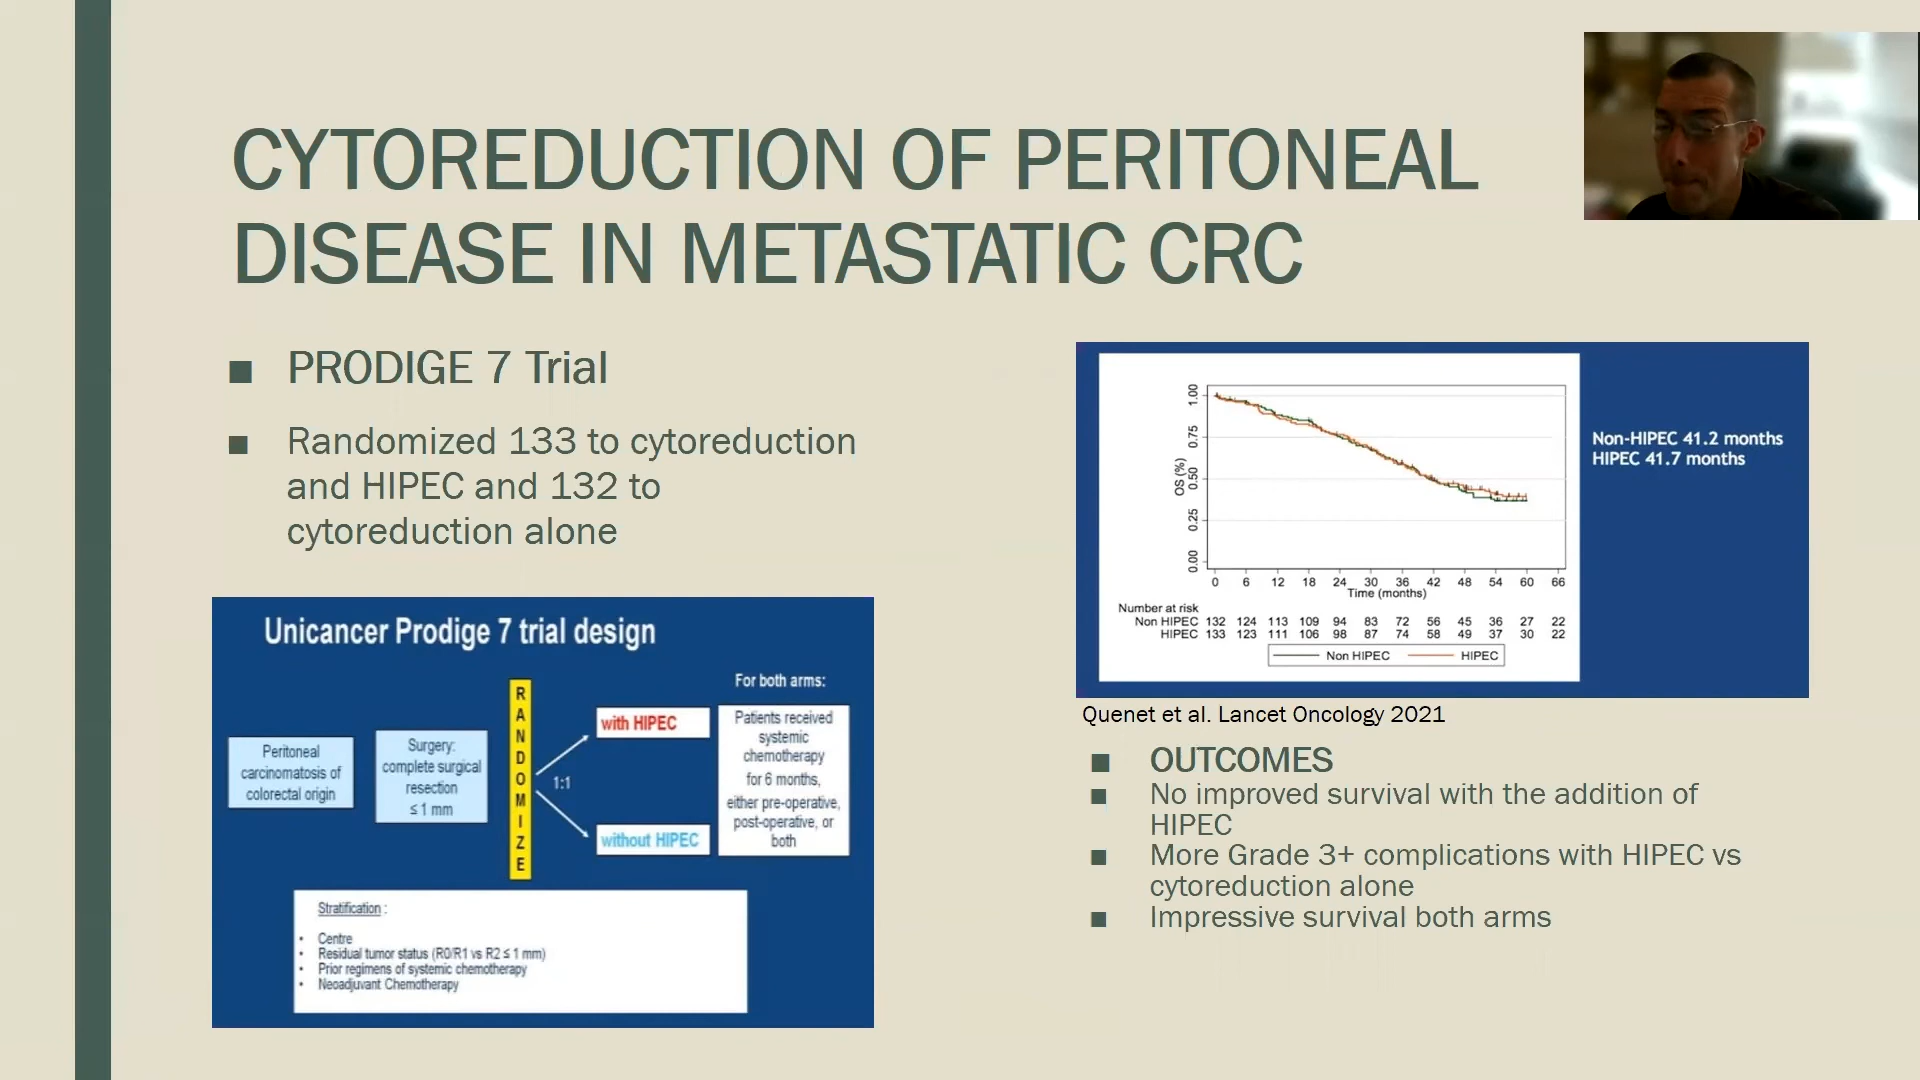 CYTOREDUCTION OF PERITONEAL
DISEASE IN METASTATIC CRC
■ PRODIGE 7 Trial
■ Randomized 133 to cytoreduction
and HIPEC and 132 to
cytoreduction alone
Unicancer Prodige 7 trial design
Peritoneal
carcinomatosis of
colorectal origin
Surgery:
complete surgical
resection
≤ 1 mm
R
A
N
D
O
M
I
Z
E
1:1
with HIPEC
without HIPEC
For both arms:
Patients received
systemic
chemotherapy
for 6 months,
either pre-operative,
post-operative, or
both
Stratification :
• Centre
• Residual tumor status (R0/R1 vs R2 ≤ 1 mm)
• Prior regimens of systemic chemotherapy
• Neoadjuvant Chemotherapy
OS (%)
1.00
0.75
0.50
0.25
0.00
0 6 12 18 24 30 36 42 48 54 60 66
Time (months)
Number at risk
Non HIPEC 132 124 113 109 94 83 72 56 45 36 27 22
HIPEC 133 123 111 106 98 87 74 58 49 37 30 22
Non HIPEC HIPEC
Non-HIPEC 41.2 months
HIPEC 41.7 months
Quenet et al. Lancet Oncology 2021
■ OUTCOMES
■ No improved survival with the addition of
HIPEC
■ More Grade 3+ complications with HIPEC vs
cytoreduction alone
■ Impressive survival both arms